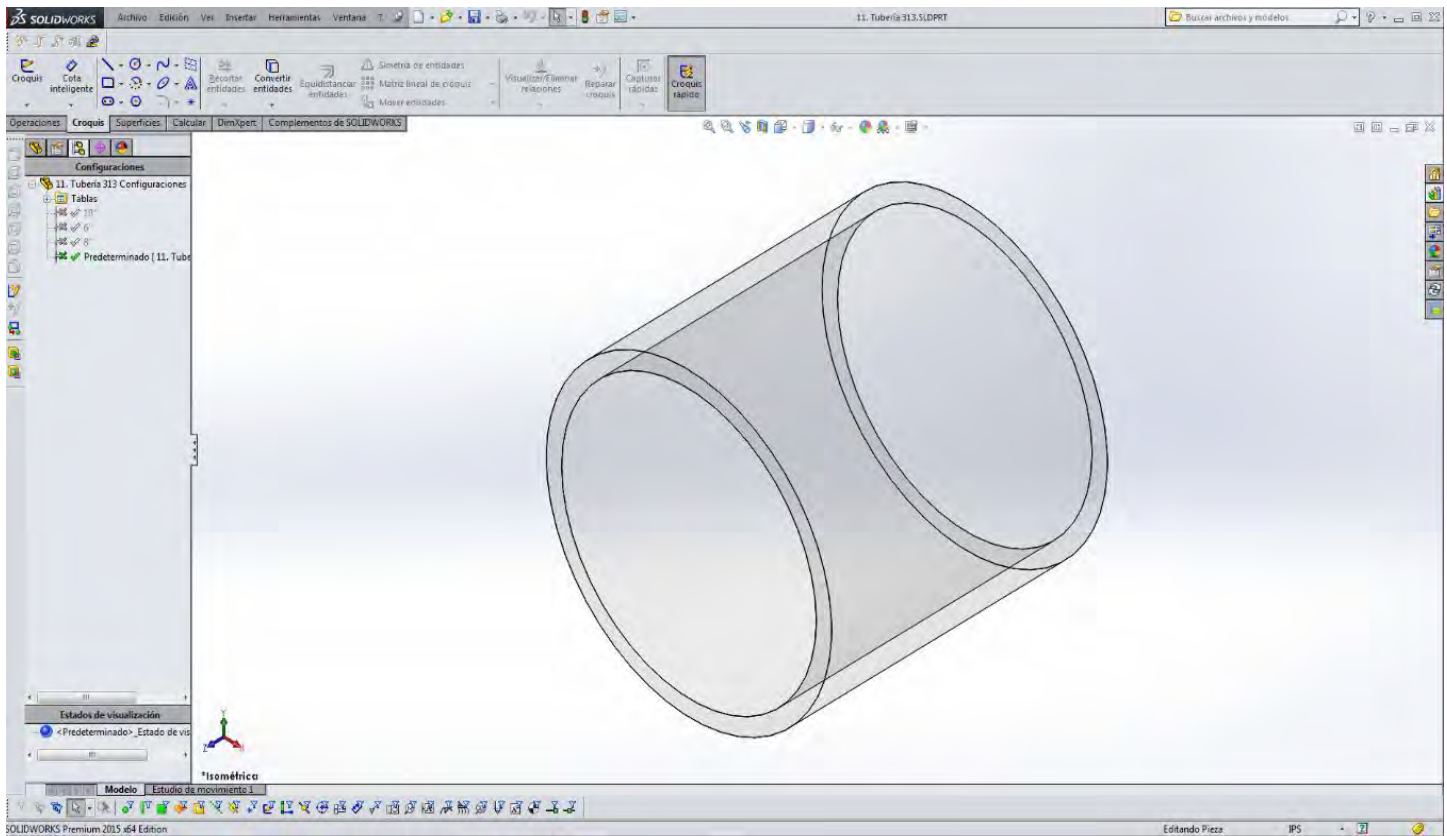 SOLIDWORKS Archivo Edición Ver Insertar Herramientas Ventana ? 11. Tubería 313.SLDPRT Buscar archivos y modelos
Croquis Cota inteligente Recortar entidades Convertir entidades Equidistanciar entidades Simetría de entidades Visualizar/Eliminar relaciones Reparar croquis Capturas rápidas Croquis rápido
Matriz lineal de croquis
Mover entidades
Operaciones Croquis Superficies Calcular DimXpert Complementos de SOLIDWORKS
Configuraciones
11. Tubería 313 Configuraciones
Tablas
10"
6"
8"
Predeterminado ( 11. Tube
Estados de visualización
<Predeterminado>_Estado de vis
Y
Z X
*Isométrica
Modelo Estudio de movimiento 1
SOLIDWORKS Premium 2015 x64 Edition Editando Pieza IPS